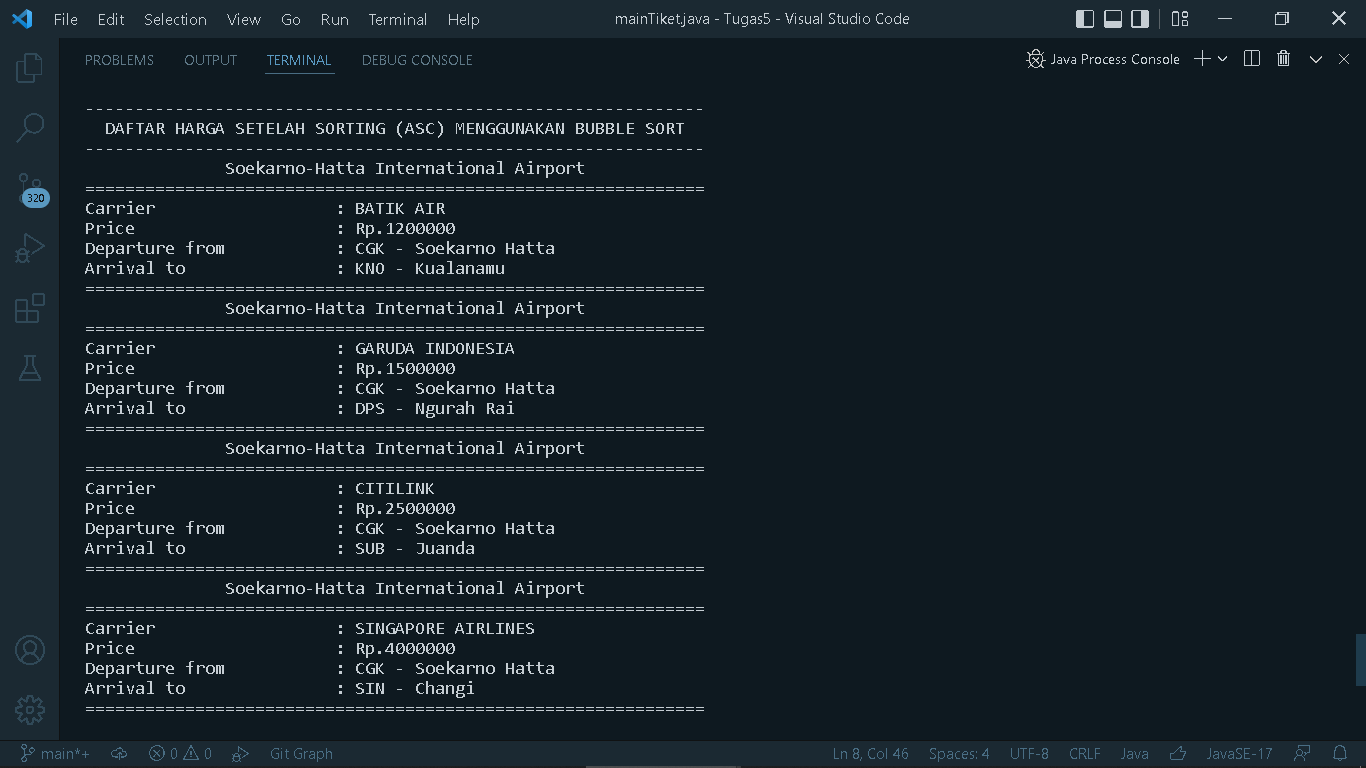 File Edit Selection View Go Run Terminal Help mainTiket.java - Tugas5 - Visual Studio Code
PROBLEMS OUTPUT TERMINAL DEBUG CONSOLE Java Process Console
--------------------------------------------------------------
DAFTAR HARGA SETELAH SORTING (ASC) MENGGUNAKAN BUBBLE SORT
--------------------------------------------------------------
Soekarno-Hatta International Airport
==============================================================
Carrier : BATIK AIR
Price : Rp.1200000
Departure from : CGK - Soekarno Hatta
Arrival to : KNO - Kualanamu
==============================================================
Soekarno-Hatta International Airport
==============================================================
Carrier : GARUDA INDONESIA
Price : Rp.1500000
Departure from : CGK - Soekarno Hatta
Arrival to : DPS - Ngurah Rai
==============================================================
Soekarno-Hatta International Airport
==============================================================
Carrier : CITILINK
Price : Rp.2500000
Departure from : CGK - Soekarno Hatta
Arrival to : SUB - Juanda
==============================================================
Soekarno-Hatta International Airport
==============================================================
Carrier : SINGAPORE AIRLINES
Price : Rp.4000000
Departure from : CGK - Soekarno Hatta
Arrival to : SIN - Changi
==============================================================
320
main*+ 0 0 Git Graph Ln 8, Col 46 Spaces: 4 UTF-8 CRLF Java JavaSE-17